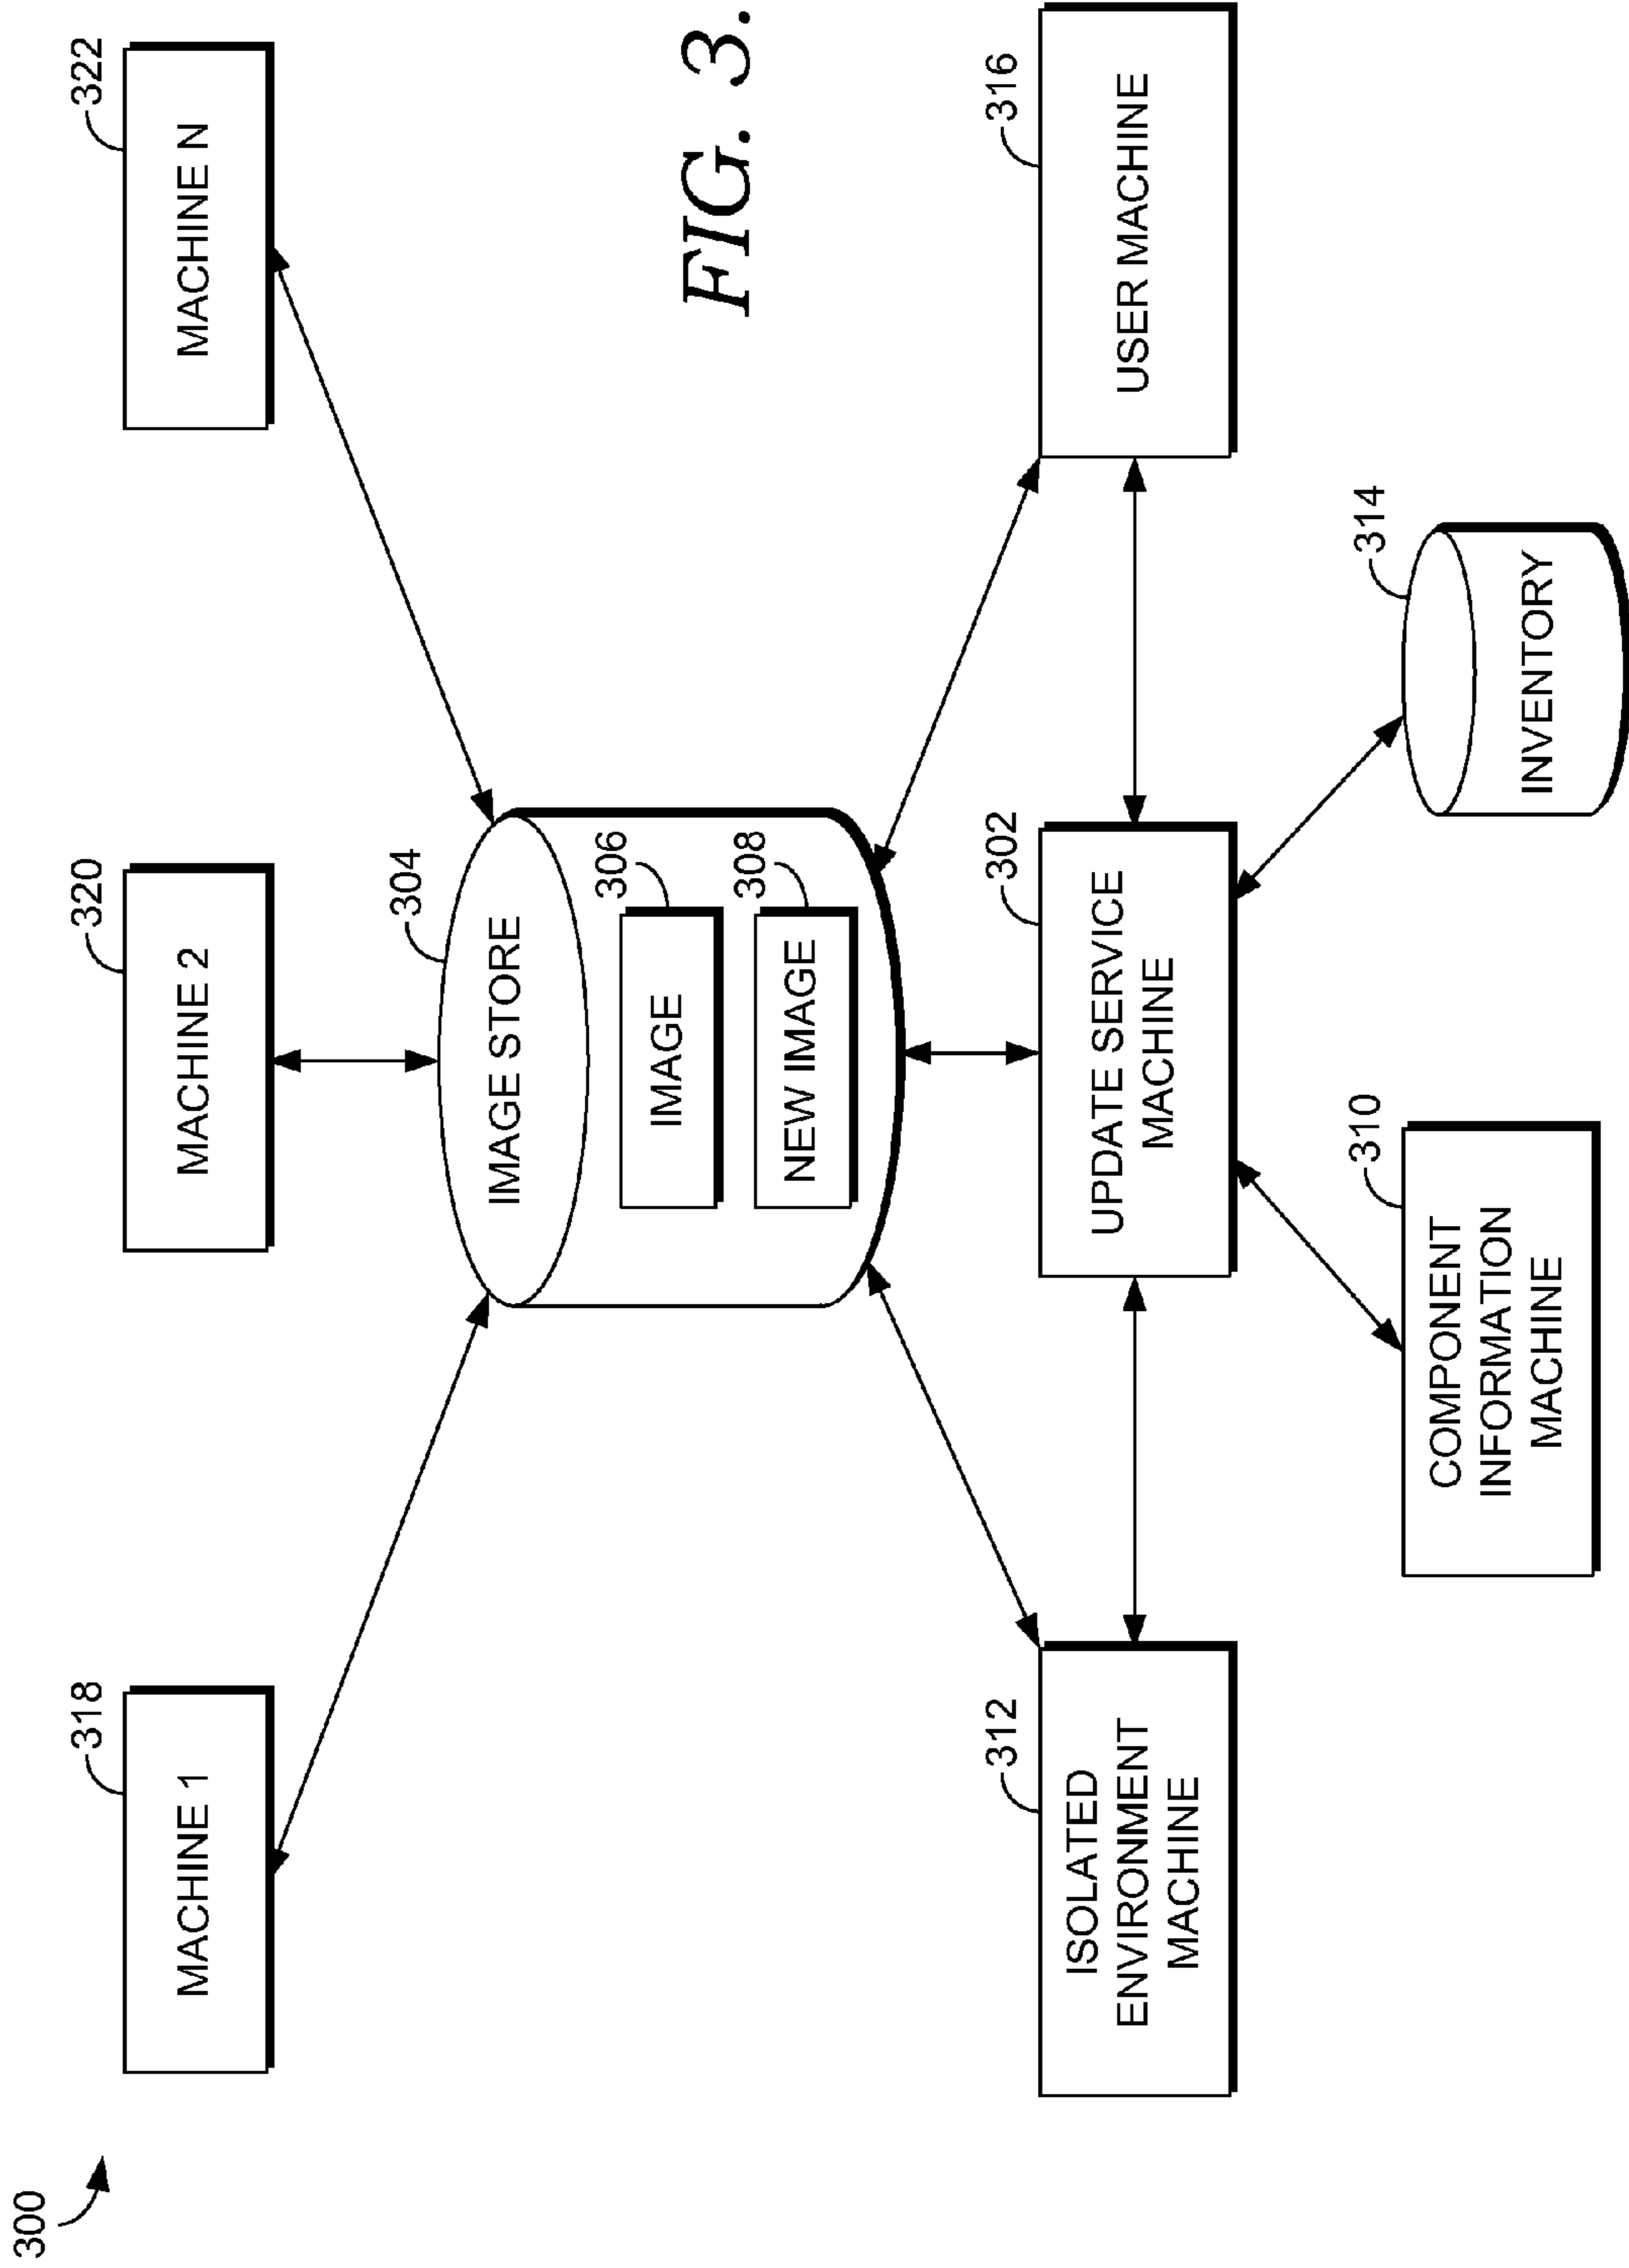 300
318
MACHINE 1
320
MACHINE 2
322
MACHINE N
304
IMAGE STORE
306
IMAGE
308
NEW IMAGE
FIG. 3.
312
ISOLATED
ENVIRONMENT
MACHINE
302
UPDATE SERVICE
MACHINE
316
USER MACHINE
310
COMPONENT
INFORMATION
MACHINE
314
INVENTORY